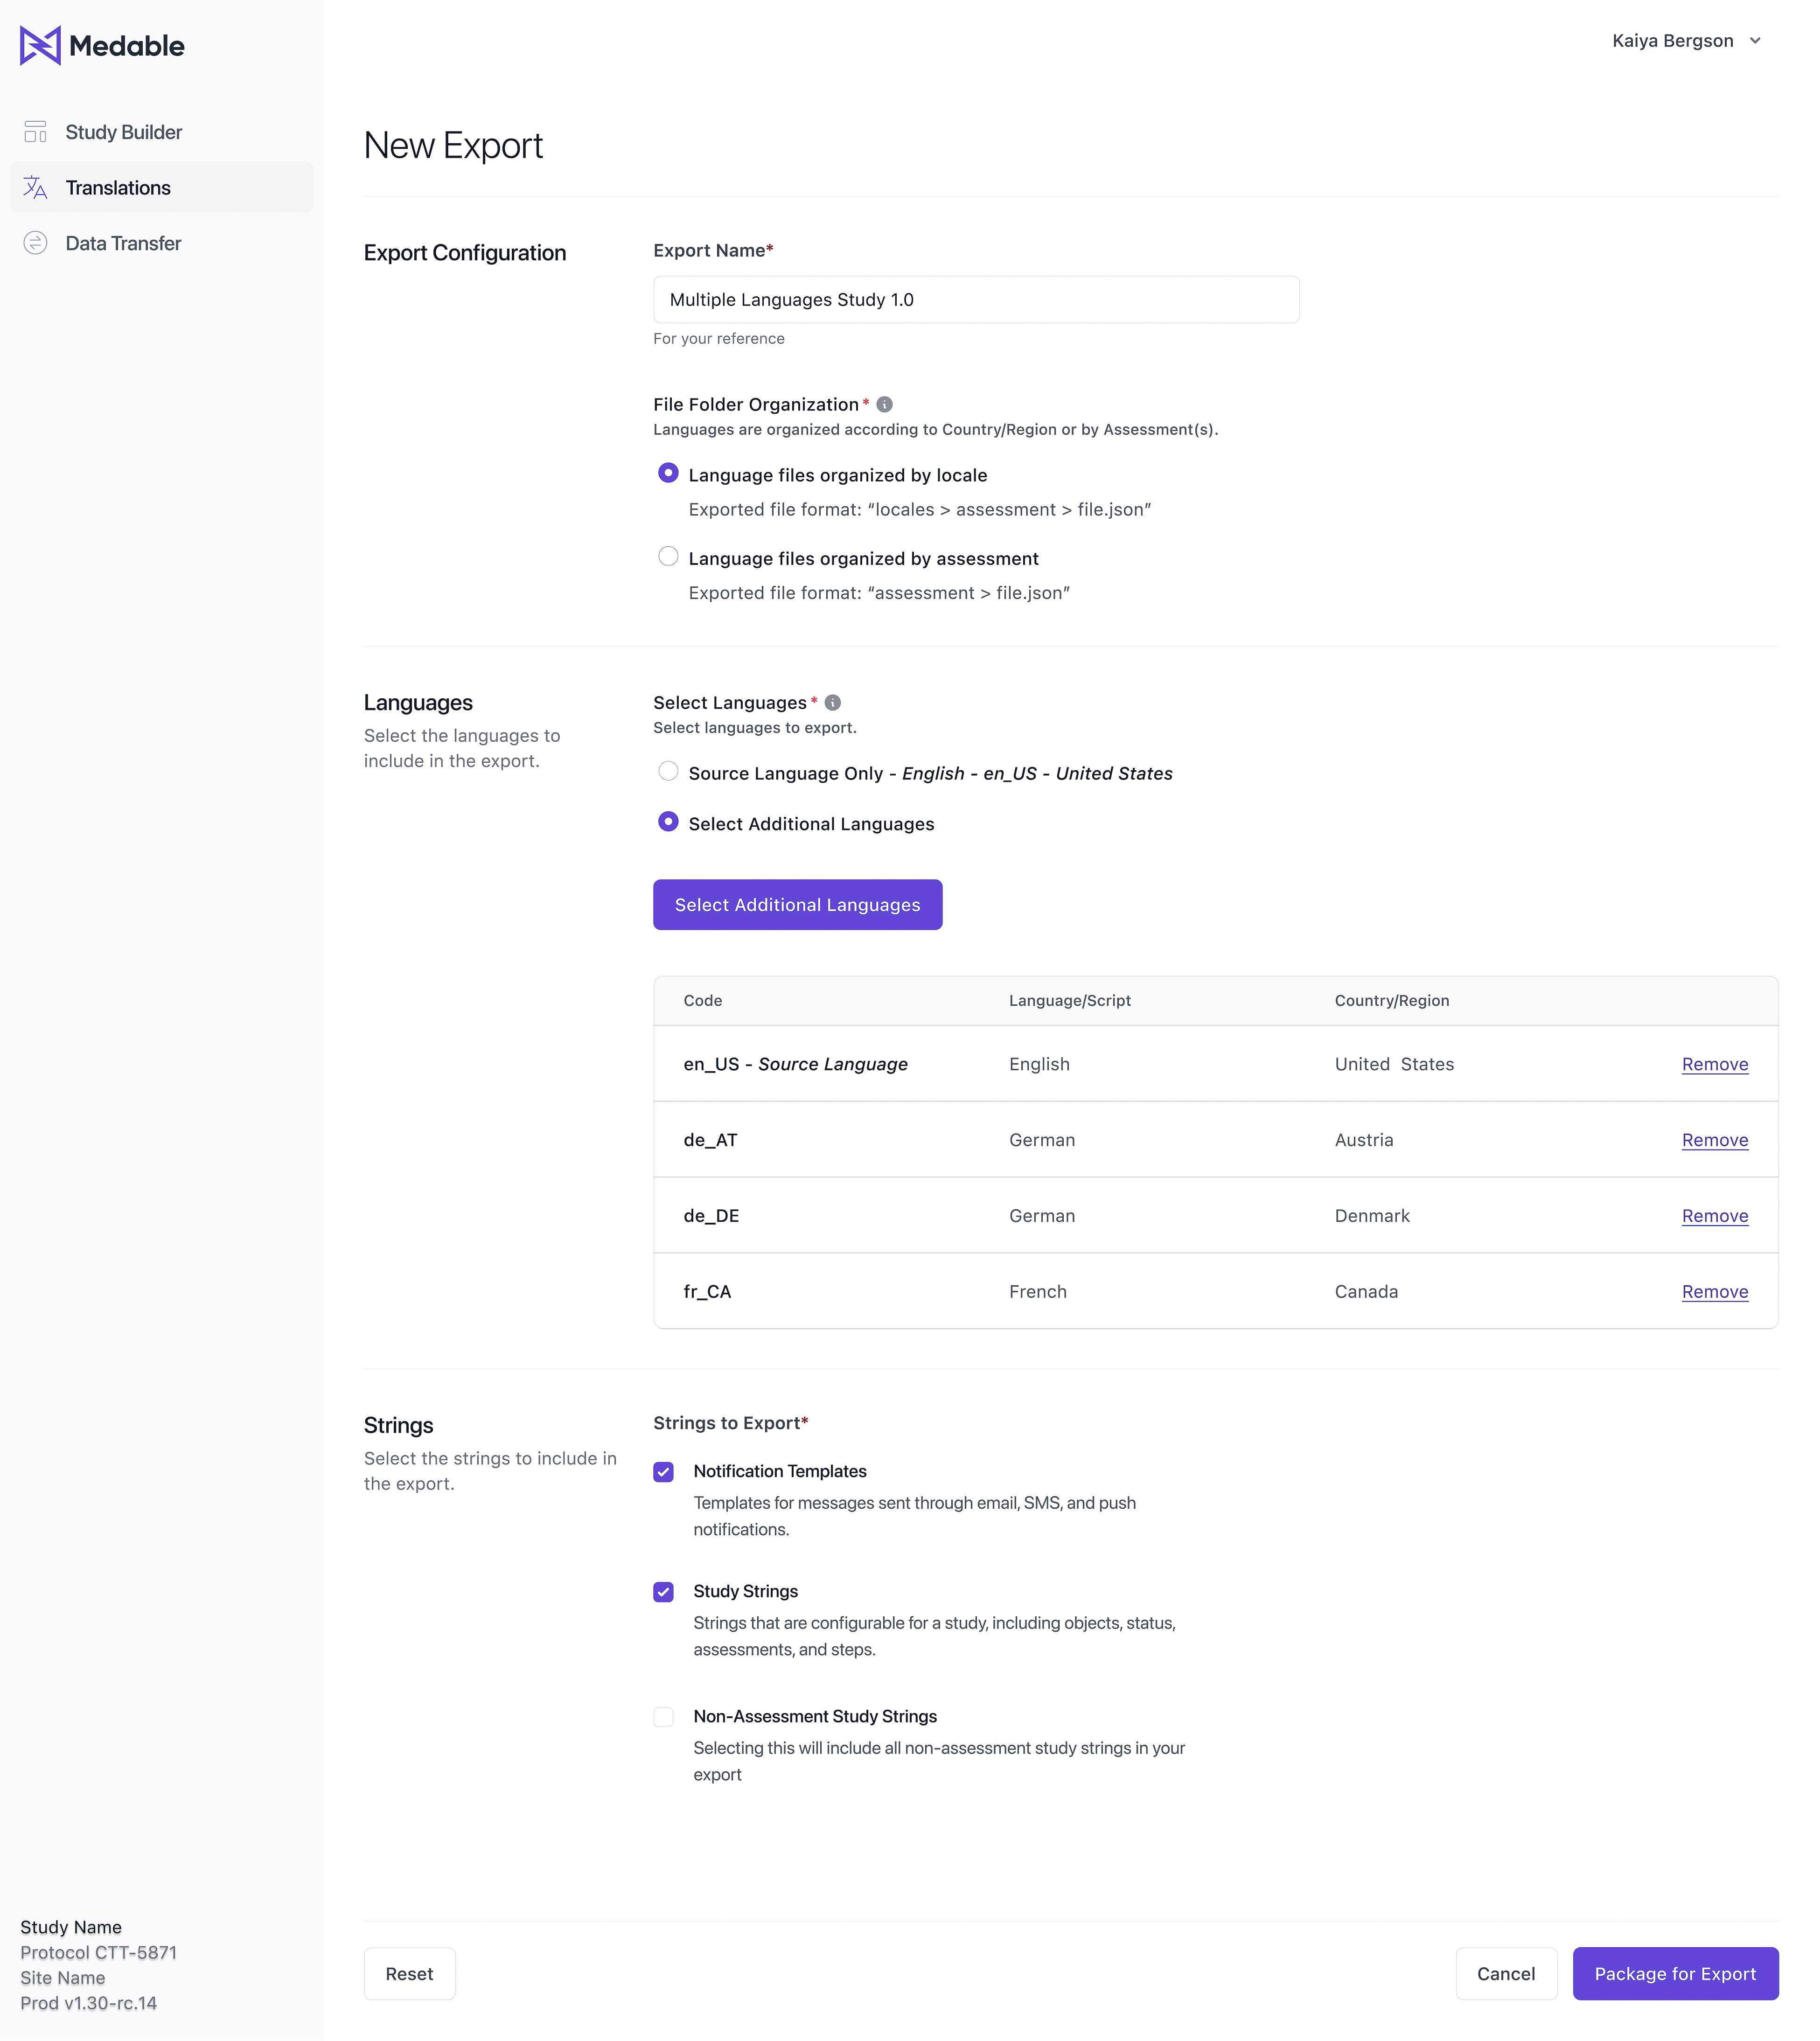 Medable
Kaiya Bergson
Study Builder
Translations
Data Transfer
New Export
Export Configuration
Export Name*
Multiple Languages Study 1.0
For your reference
File Folder Organization*
Languages are organized according to Country/Region or by Assessment(s).
Language files organized by locale
Exported file format: “locales > assessment > file.json”
Language files organized by assessment
Exported file format: “assessment > file.json”
Languages
Select the languages to
include in the export.
Select Languages*
Select languages to export.
Source Language Only - English - en_US - United States
Select Additional Languages
Select Additional Languages
Code Language/Script Country/Region
en_US - Source Language English United States Remove
de_AT German Austria Remove
de_DE German Denmark Remove
fr_CA French Canada Remove
Strings
Select the strings to include in
the export.
Strings to Export*
Notification Templates
Templates for messages sent through email, SMS, and push
notifications.
Study Strings
Strings that are configurable for a study, including objects, status,
assessments, and steps.
Non-Assessment Study Strings
Selecting this will include all non-assessment study strings in your
export
Study Name
Protocol CTT-5871
Site Name
Prod v1.30-rc.14
Reset
Cancel
Package for Export